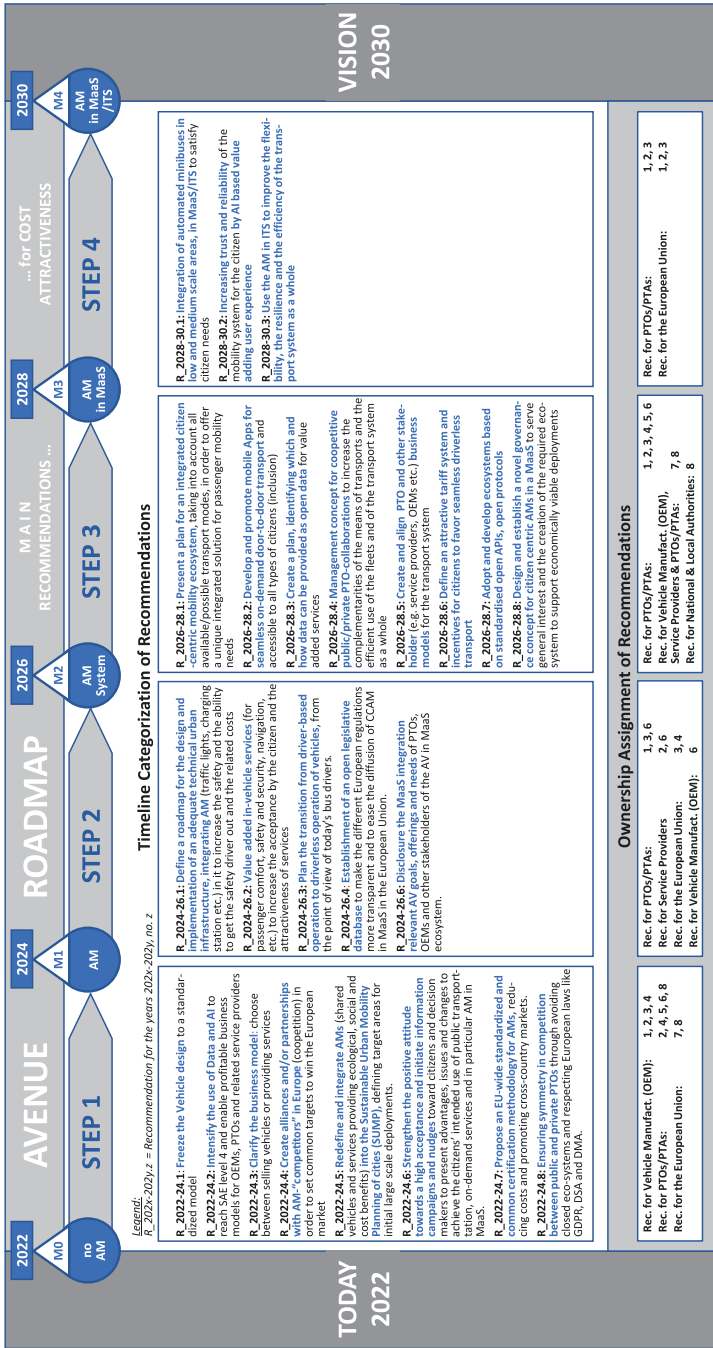 AVENUE ROADMAP
MAIN
RECOMMENDATIONS ...
... for COST
ATTRACTIVENESS
2022
2024
2026
2028
2030
M0
M1
M2
M3
M4
no
AM
STEP 1
AM
STEP 2
AM
System
STEP 3
AM
in MaaS
STEP 4
AM
in MaaS
/ITS
TODAY
2022
VISION
2030
Legend:
R_202x-202y.z = Recommendation for the years 202x-202y, no. z
Timeline Categorization of Recommendations
R_2022-24.1: Freeze the Vehicle design to a standar-
dized model
R_2022-24.2: Intensify the use of Data and AI to
reach SAE level 4 and enable profitable business
models for OEMs, PTOs and related service providers
R_2022-24.3: Clarify the business model: choose
between selling vehicles or providing services
R_2022-24.4: Create alliances and/or partnerships
with AM-"competitors" in Europe (coopetition) in
order to set common targets to win the European
market
R_2022-24.5: Redefine and integrate AMs (shared
vehicles and services providing ecological, social and
cost benefits) into the Sustainable Urban Mobility
Planning of cities (SUMP), defining target areas for
initial large scale deployments.
R_2022-24.6: Strengthen the positive attitude
towards a high acceptance and initiate information
campaigns and nudges toward citizens and decision
makers to present advantages, issues and changes to
achieve the citizens' intended use of public transport-
tation, on-demand services and in particular AM in
MaaS.
R_2022-24.7: Propose an EU-wide standardized and
common certification methodology for AMs, redu-
cing costs and promoting cross-country markets.
R_2022-24.8: Ensuring symmetry in competition
between public and private PTOs through avoiding
closed eco-systems and respecting European laws like
GDPR, DSA and DMA.
R_2024-26.1: Define a roadmap for the design and
implementation of an adequate technical urban
infrastructure, integrating AM (traffic lights, charging
station etc.) in it to increase the safety and the ability
to get the safety driver out and the related costs
R_2024-26.2: Value added in-vehicle services (for
passenger comfort, safety and security, navigation,
etc.) to increase the acceptance by the citizen and the
attractiveness of services
R_2024-26.3: Plan the transition from driver-based
operation to driverless operation of vehicles, from
the point of view of today's bus drivers.
R_2024-26.4: Establishment of an open legislative
database to make the different European regulations
more transparent and to ease the diffusion of CCAM
in MaaS in the European Union.
R_2024-26.6: Disclosure the MaaS integration
relevant AV goals, offerings and needs of PTOs,
OEMs and other stakeholders of the AV in MaaS
ecosystem.
R_2026-28.1: Present a plan for an integrated citizen
-centric mobility ecosystem, taking into account all
available/possible transport modes, in order to offer
a unique integrated solution for passenger mobility
needs
R_2026-28.2: Develop and promote mobile Apps for
seamless on-demand door-to-door transport and
accessible to all types of citizens (inclusion)
R_2026-28.3: Create a plan, identifying which and
how data can be provided as open data for value
added services
R_2026-28.4: Management concept for coopetitive
public/private PTO-collaborations to increase the
complementarities of the means of transports and the
efficient use of the fleets and of the transport system
as a whole
R_2026-28.5: Create and align PTO and other stake-
holder (e.g. service providers, OEMs etc.) business
models for the transport system
R_2026-28.6: Define an attractive tariff system and
incentives for citizens to favor seamless driverless
transport
R_2026-28.7: Adopt and develop ecosystems based
on standardised open APIs, open protocols
R_2026-28.8: Design and establish a novel governan-
ce concept for citizen centric AMs in a MaaS to serve
general interest and the creation of the required eco-
system to support economically viable deployments
R_2028-30.1: Integration of automated minibuses in
low and medium scale areas, in MaaS/ITS to satisfy
citizen needs
R_2028-30.2: Increasing trust and reliability of the
mobility system for the citizen by AI based value
adding user experience
R_2028-30.3: Use the AM in ITS to improve the flexi-
bility, the resilience and the efficiency of the trans-
port system as a whole
Ownership Assignment of Recommendations
Rec. for Vehicle Manufact. (OEM): 1, 2, 3, 4
Rec. for PTOs/PTAs: 2, 4, 5, 6, 8
Rec. for the European Union: 7, 8
Rec. for PTOs/PTAs: 1, 3, 6
Rec. for Service Providers 2, 6
Rec. for the European Union: 3, 4
Rec. for Vehicle Manufact. (OEM): 6
Rec. for PTOs/PTAs: 1, 2, 3, 4, 5, 6
Rec. for Vehicle Manufact. (OEM),
Service Providers & PTOs/PTAs: 7, 8
Rec. for National & Local Authorities: 8
Rec. for PTOs/PTAs: 1, 2, 3
Rec. for the European Union: 1, 2, 3